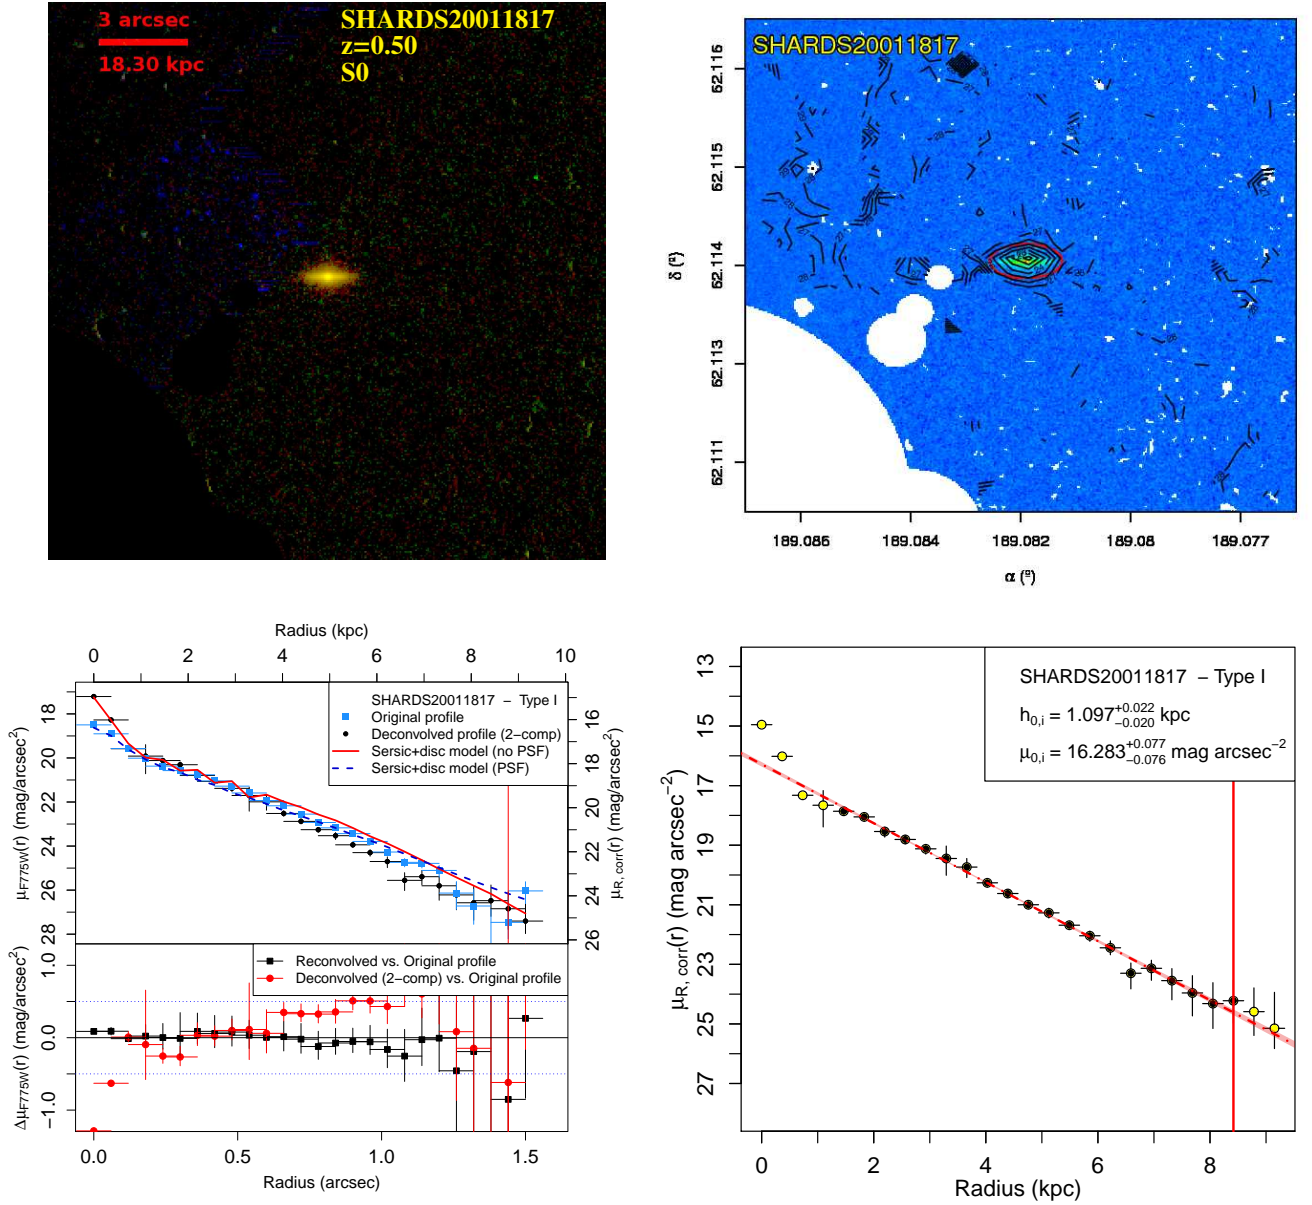 3 arcsec
18.30 kpc
SHARDS20011817
z=0.50
S0
SHARDS20011817
62.116
62.115
62.114
62.113
62.111
δ (º)
189.086
189.084
189.082
189.08
189.077
α (º)
Radius (kpc)
0
2
4
6
8
10
SHARDS20011817 − Type I
Original profile
Deconvolved profile (2−comp)
Sersic+disc model (no PSF)
Sersic+disc model (PSF)
18
20
22
24
26
28
μF775W(r) (mag/arcsec²)
16
18
20
22
24
26
μR, corr(r) (mag/arcsec²)
Reconvolved vs. Original profile
Deconvolved (2−comp) vs. Original profile
1.0
0.0
−1.0
ΔμF775W(r) (mag/arcsec²)
0.0
0.5
1.0
1.5
Radius (arcsec)
SHARDS20011817 − Type I
h0,i = 1.097 +0.022 −0.020 kpc
μ0,i = 16.283 +0.077 −0.076 mag arcsec−2
13
15
17
19
21
23
25
27
μR, corr(r) (mag arcsec−2)
0
2
4
6
8
Radius (kpc)